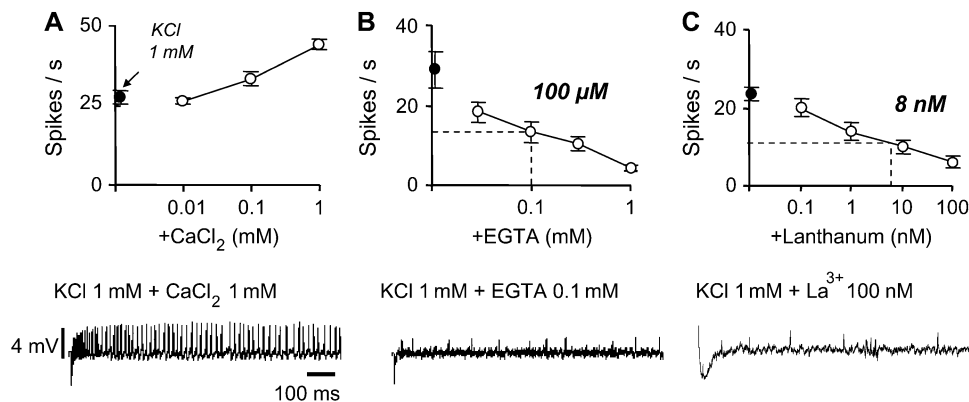 A
KCl
1 mM
Spikes / s
50
25
0
0.01 0.1 1
+CaCl2 (mM)
B
Spikes / s
40
20
0
100 µM
0.1 1
+EGTA (mM)
C
Spikes / s
40
20
0
8 nM
0.1 1 10 100
+Lanthanum (nM)
KCl 1 mM + CaCl2 1 mM
4 mV
100 ms
KCl 1 mM + EGTA 0.1 mM
KCl 1 mM + La3+ 100 nM